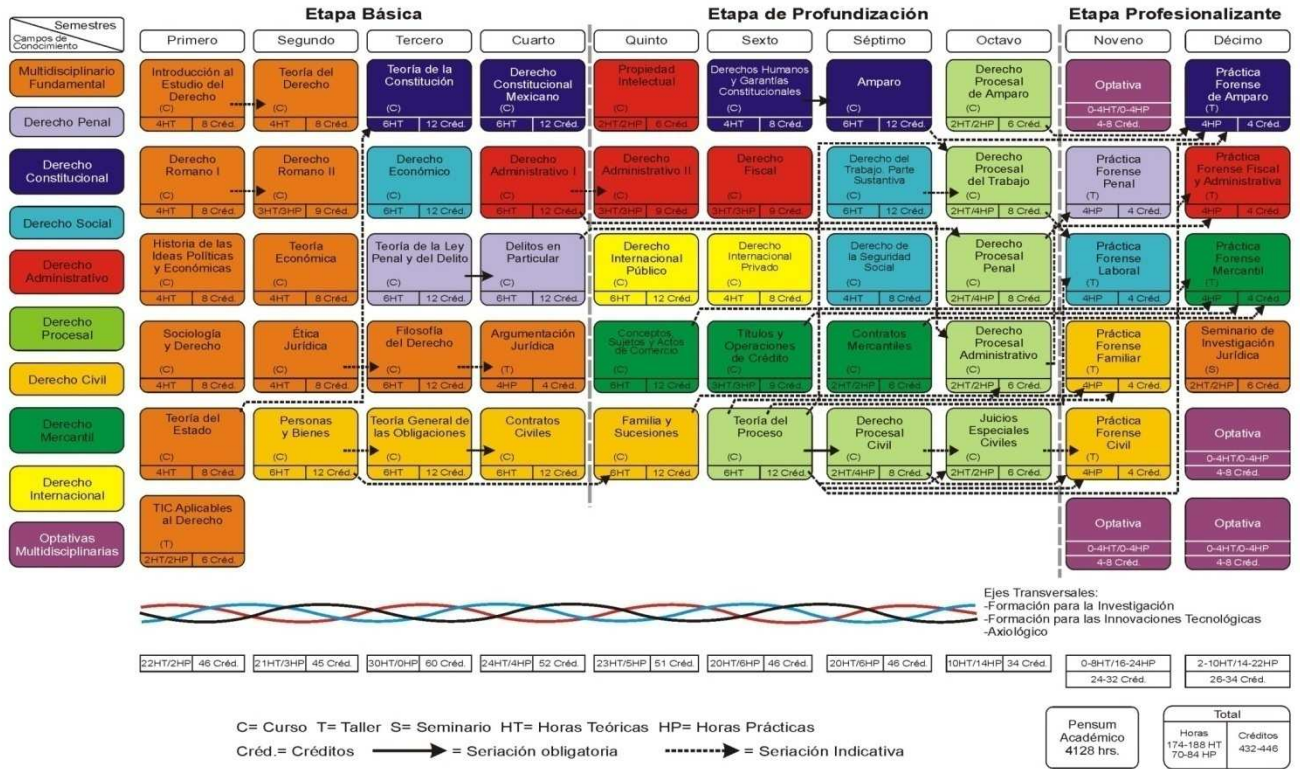 Etapa Básica
Etapa de Profundización
Etapa Profesionalizante
Semestres
Campos de
Conocimiento
Primero
Segundo
Tercero
Cuarto
Quinto
Sexto
Séptimo
Octavo
Noveno
Décimo
Multidisciplinario
Fundamental
Introducción al
Estudio del
Derecho
(C)
4HT 8 Créd.
Teoría del
Derecho
(C)
4HT 8 Créd.
Teoría de la
Constitución
(C)
6HT 12 Créd.
Derecho
Constitucional
Mexicano
(C)
6HT 12 Créd.
Propiedad
Intelectual
(C)
2HT/2HP 6 Créd.
Derechos Humanos
y Garantías
Constitucionales
(C)
4HT 8 Créd.
Amparo
(C)
6HT 12 Créd.
Derecho
Procesal
de Amparo
(C)
2HT/2HP 6 Créd.
Optativa
0-4HT/0-4HP
4-8 Créd.
Práctica
Forense
de Amparo
(T)
4HP 4 Créd.
Derecho Penal
Derecho
Constitucional
Derecho
Romano I
(C)
4HT 8 Créd.
Derecho
Romano II
(C)
3HT/3HP 9 Créd.
Derecho
Económico
(C)
6HT 12 Créd.
Derecho
Administrativo I
(C)
6HT 12 Créd.
Derecho
Administrativo II
(C)
3HT/3HP 9 Créd.
Derecho
Fiscal
(C)
3HT/3HP 9 Créd.
Derecho del
Trabajo. Parte
Sustantiva
(C)
6HT 12 Créd.
Derecho
Procesal
del Trabajo
(C)
2HT/4HP 8 Créd.
Práctica
Forense
Penal
(T)
4HP 4 Créd.
Práctica
Forense Fiscal
y Administrativa
(T)
4HP 4 Créd.
Derecho Social
Derecho
Administrativo
Historia de las
Ideas Políticas
y Económicas
(C)
4HT 8 Créd.
Teoría
Económica
(C)
4HT 8 Créd.
Teoría de la Ley
Penal y del Delito
(C)
6HT 12 Créd.
Delitos en
Particular
(C)
6HT 12 Créd.
Derecho
Internacional
Público
(C)
6HT 12 Créd.
Derecho
Internacional
Privado
(C)
4HT 8 Créd.
Derecho de
la Seguridad
Social
(C)
4HT 8 Créd.
Derecho
Procesal
Penal
(C)
2HT/4HP 8 Créd.
Práctica
Forense
Laboral
(T)
4HP 4 Créd.
Práctica
Forense
Mercantil
(T)
4HP 4 Créd.
Derecho
Procesal
Derecho Civil
Sociología
y Derecho
(C)
4HT 8 Créd.
Ética
Jurídica
(C)
4HT 8 Créd.
Filosofía
del Derecho
(C)
6HT 12 Créd.
Argumentación
Jurídica
(T)
4HP 4 Créd.
Conceptos,
Sujetos y Actos
de Comercio
(C)
6HT 12 Créd.
Títulos y
Operaciones
de Crédito
(C)
3HT/3HP 9 Créd.
Contratos
Mercantiles
(C)
2HT/2HP 6 Créd.
Derecho
Procesal
Administrativo
(C)
2HT/2HP 6 Créd.
Práctica
Forense
Familiar
(T)
4HP 4 Créd.
Seminario de
Investigación
Jurídica
(S)
2HT/2HP 6 Créd.
Derecho
Mercantil
Teoría del
Estado
(C)
4HT 8 Créd.
Personas
y Bienes
(C)
6HT 12 Créd.
Teoría General de
las Obligaciones
(C)
6HT 12 Créd.
Contratos
Civiles
(C)
6HT 12 Créd.
Familia y
Sucesiones
(C)
6HT 12 Créd.
Teoría del
Proceso
(C)
6HT 12 Créd.
Derecho
Procesal
Civil
(C)
2HT/4HP 8 Créd.
Juicios
Especiales
Civiles
(C)
2HT/2HP 6 Créd.
Práctica
Forense
Civil
(T)
4HP 4 Créd.
Optativa
0-4HT/0-4HP
4-8 Créd.
Derecho
Internacional
Optativas
Multidisciplinarias
TIC Aplicables
al Derecho
(T)
2HT/2HP 6 Créd.
Optativa
0-4HT/0-4HP
4-8 Créd.
Optativa
0-4HT/0-4HP
4-8 Créd.
Ejes Transversales:
-Formación para la Investigación
-Formación para las Innovaciones Tecnológicas
-Axiológico
22HT/2HP 46 Créd.
21HT/3HP 45 Créd.
30HT/0HP 60 Créd.
24HT/4HP 52 Créd.
23HT/5HP 51 Créd.
20HT/6HP 46 Créd.
20HT/6HP 46 Créd.
10HT/14HP 34 Créd.
0-8HT/16-24HP
24-32 Créd.
2-10HT/14-22HP
26-34 Créd.
C= Curso T= Taller S= Seminario HT= Horas Teóricas HP= Horas Prácticas
Créd.= Créditos = Seriación obligatoria = Seriación Indicativa
Pensum
Académico
4128 hrs.
Total
Horas
174-188 HT
70-84 HP
Créditos
432-446